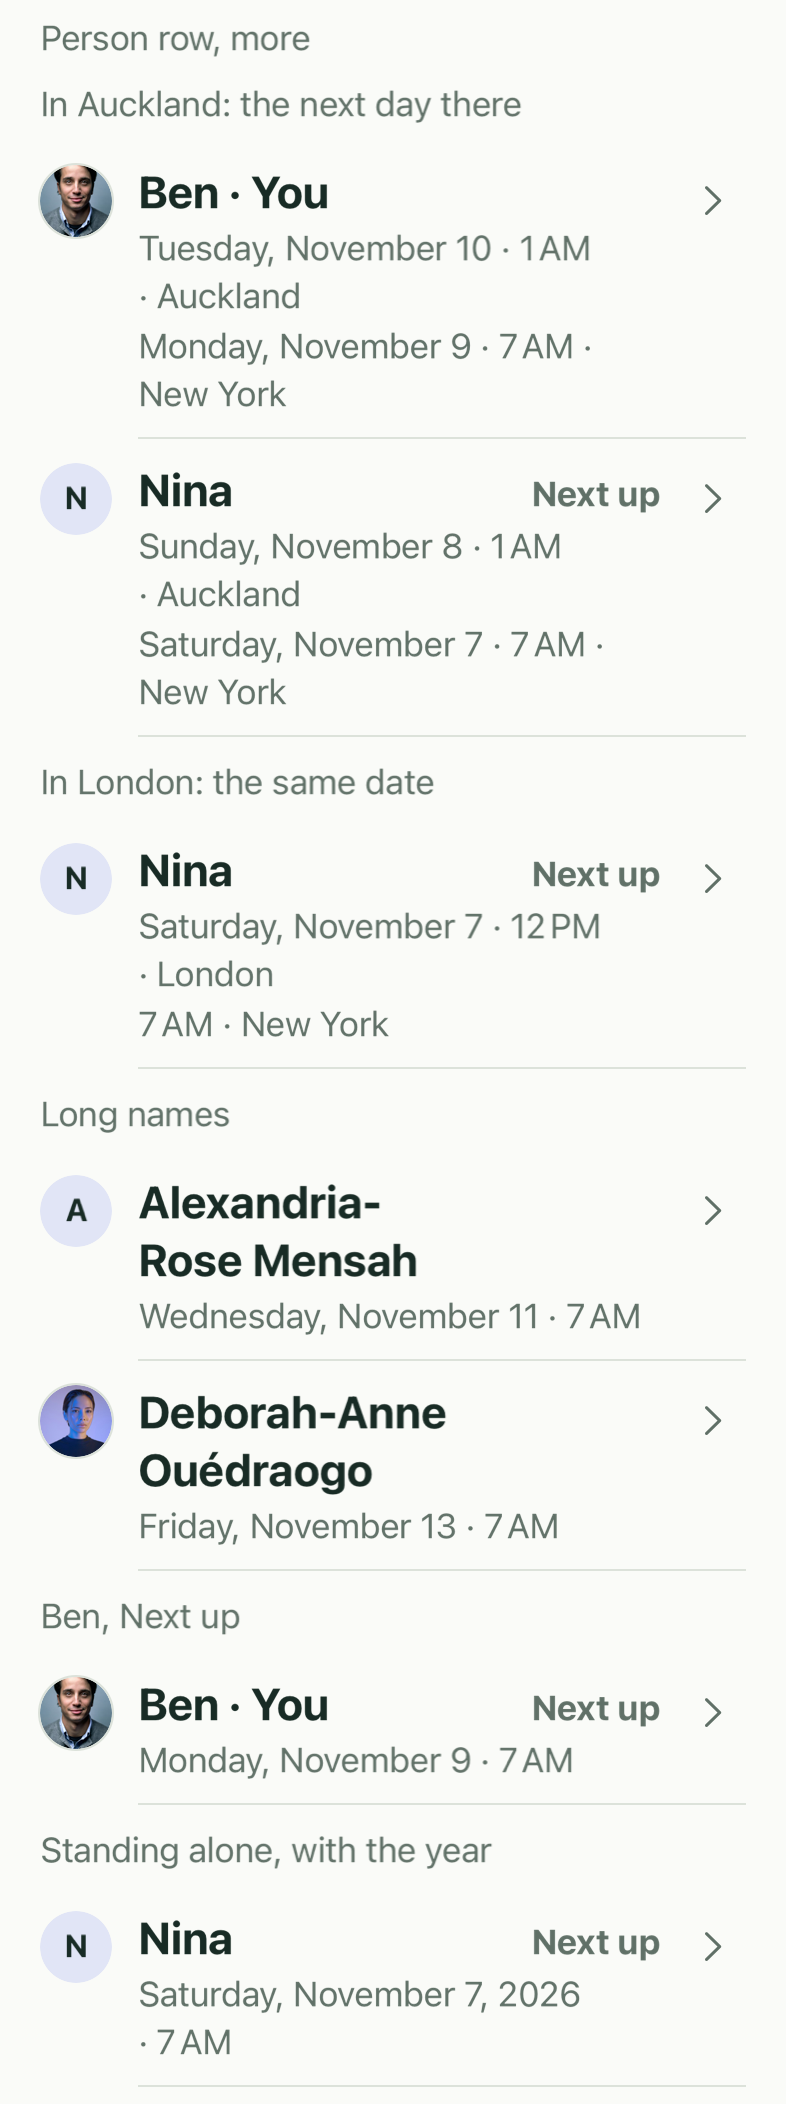 Person row, more
In Auckland: the next day there
Ben · You
Tuesday, November 10 · 1 AM
· Auckland
Monday, November 9 · 7 AM ·
New York
N
Nina
Next up
Sunday, November 8 · 1 AM
· Auckland
Saturday, November 7 · 7 AM ·
New York
In London: the same date
N
Nina
Next up
Saturday, November 7 · 12 PM
· London
7 AM · New York
Long names
A
Alexandria-
Rose Mensah
Wednesday, November 11 · 7 AM
Deborah-Anne
Ouédraogo
Friday, November 13 · 7 AM
Ben, Next up
Ben · You
Next up
Monday, November 9 · 7 AM
Standing alone, with the year
N
Nina
Next up
Saturday, November 7, 2026
· 7 AM